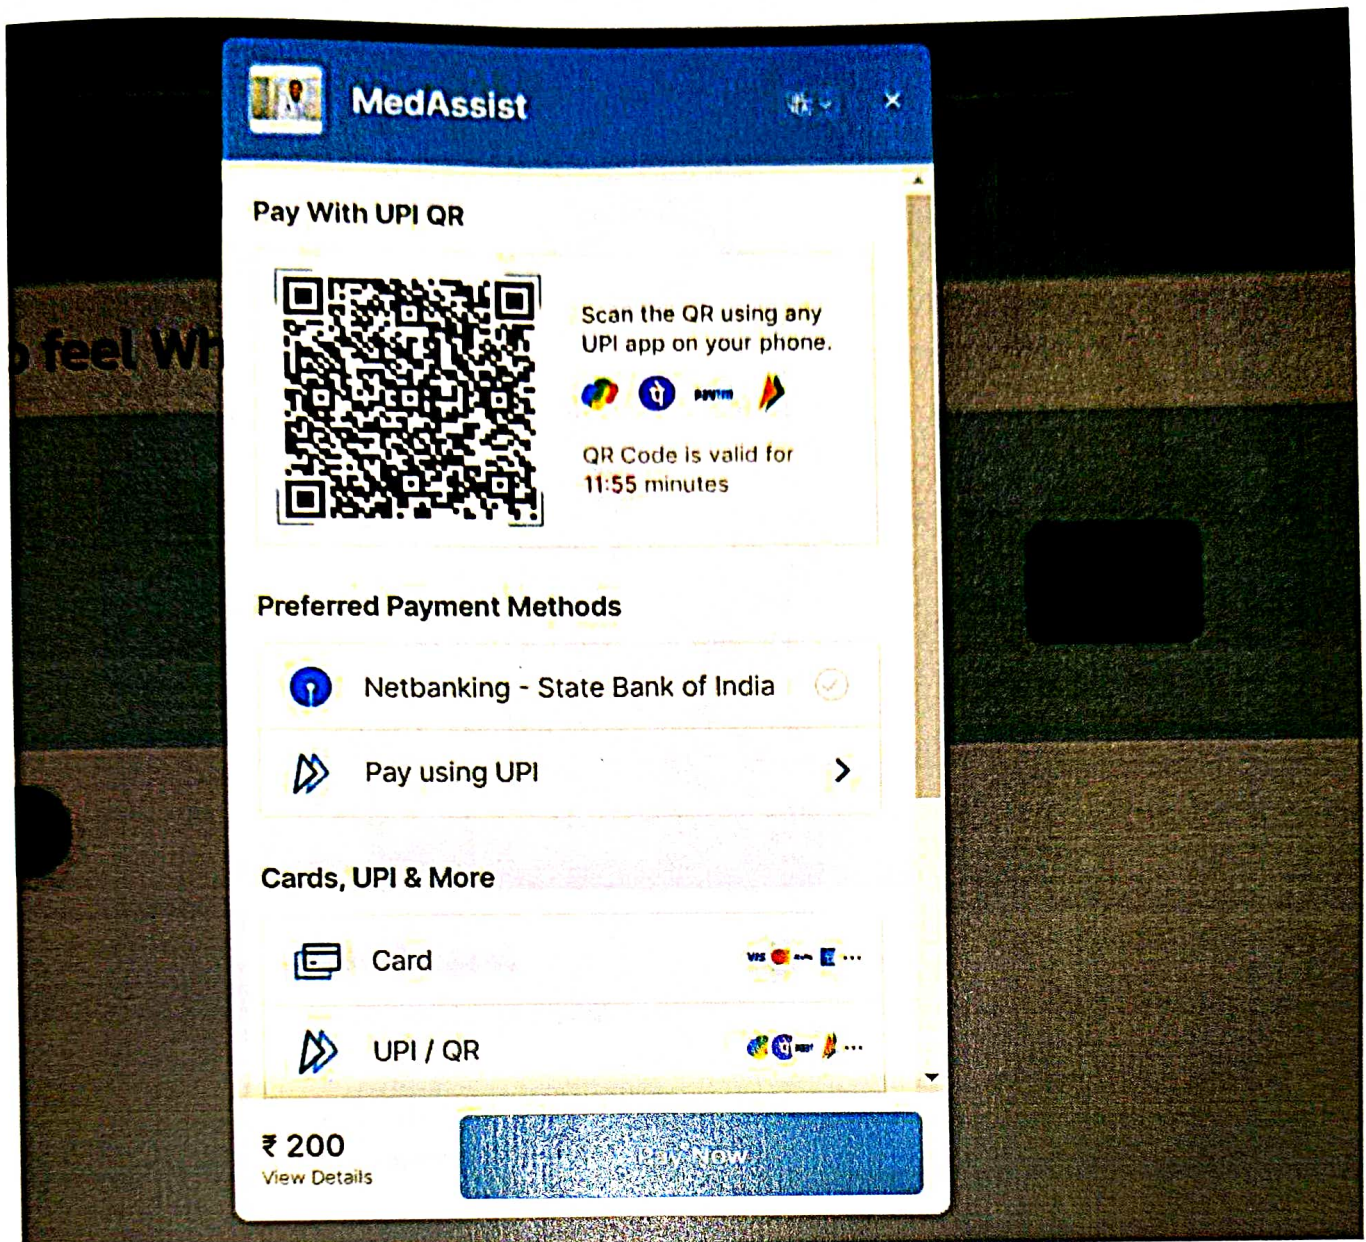 MedAssist
Pay With UPI QR
feel Wh
Scan the QR using any
UPI app on your phone.
पे paytm
QR Code is valid for
11:55 minutes
Preferred Payment Methods
Netbanking - State Bank of India
Pay using UPI
Cards, UPI & More
Card
VIS
UPI / QR
₹ 200
View Details
Pay Now